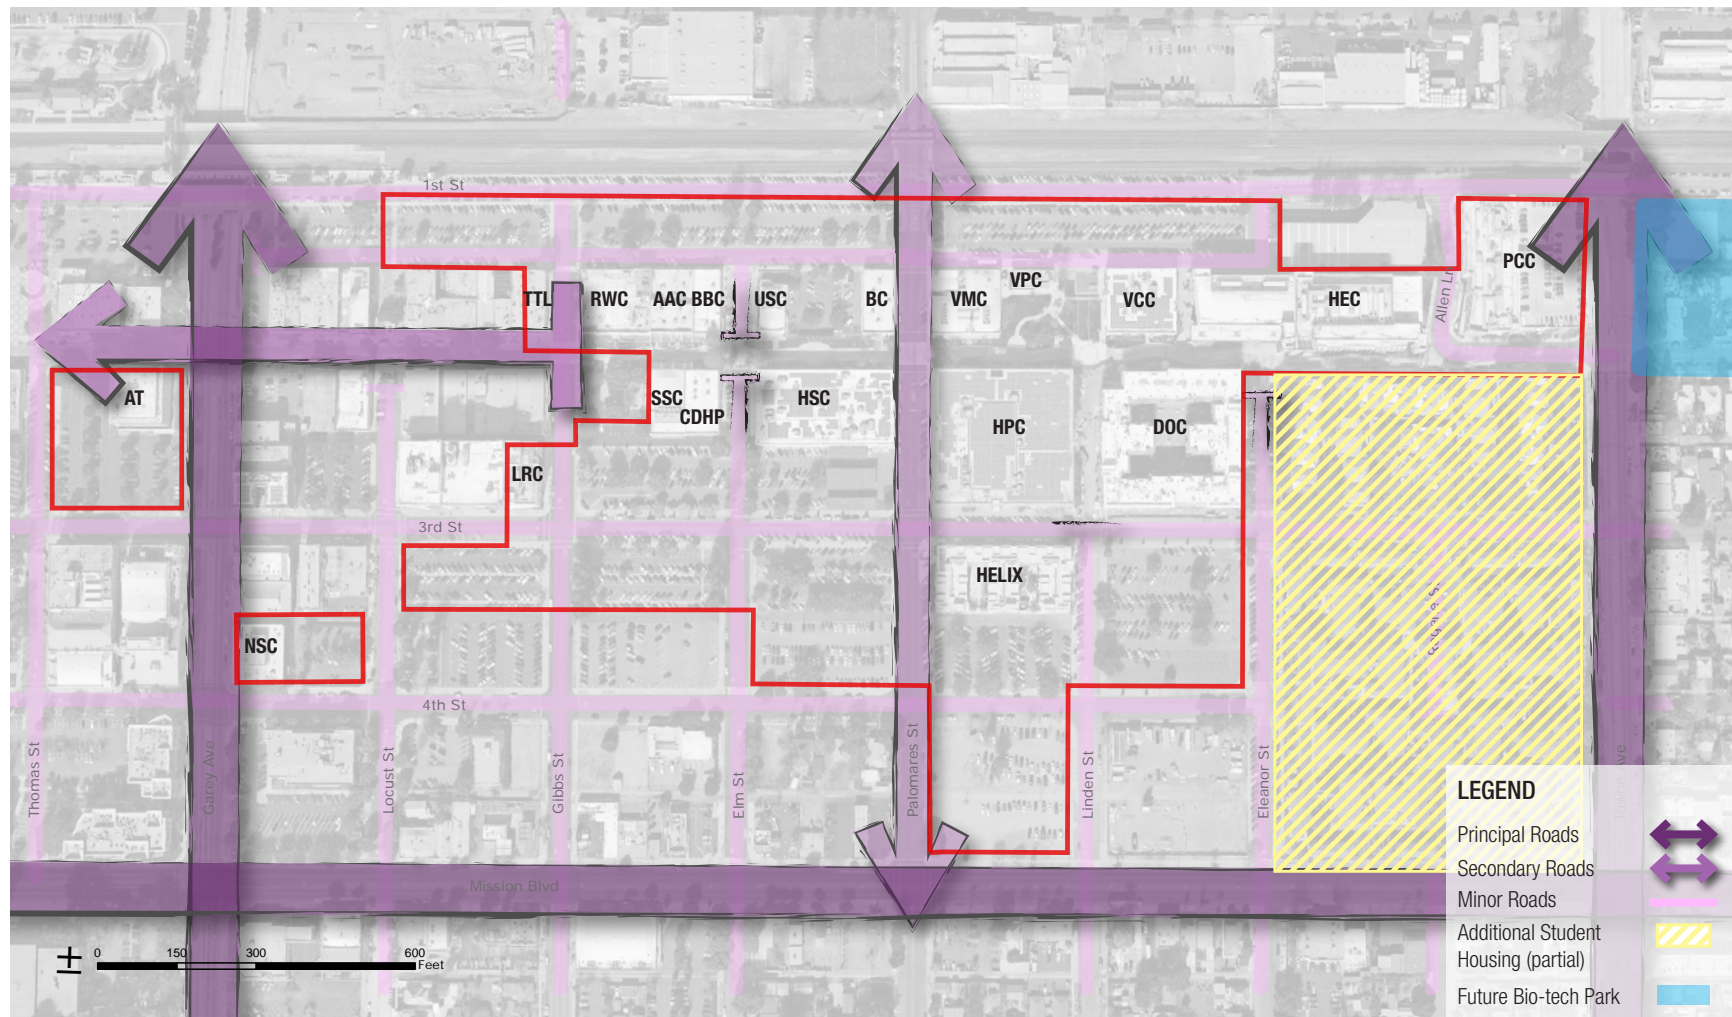 1st St
PCC
VPC
TTL
RWC
AAC BBC
USC
BC
VMC
VCC
HEC
Allen Ln
AT
SSC
CDHP
HSC
HPC
DOC
LRC
3rd St
HELIX
NSC
4th St
Thomas St
Garey Ave
Locust St
Gibbs St
Elm St
Palomares St
Linden St
Eleanor St
Mission Blvd
LEGEND
Principal Roads
Secondary Roads
Minor Roads
Additional Student
Housing (partial)
Future Bio-tech Park
0 150 300 600
Feet